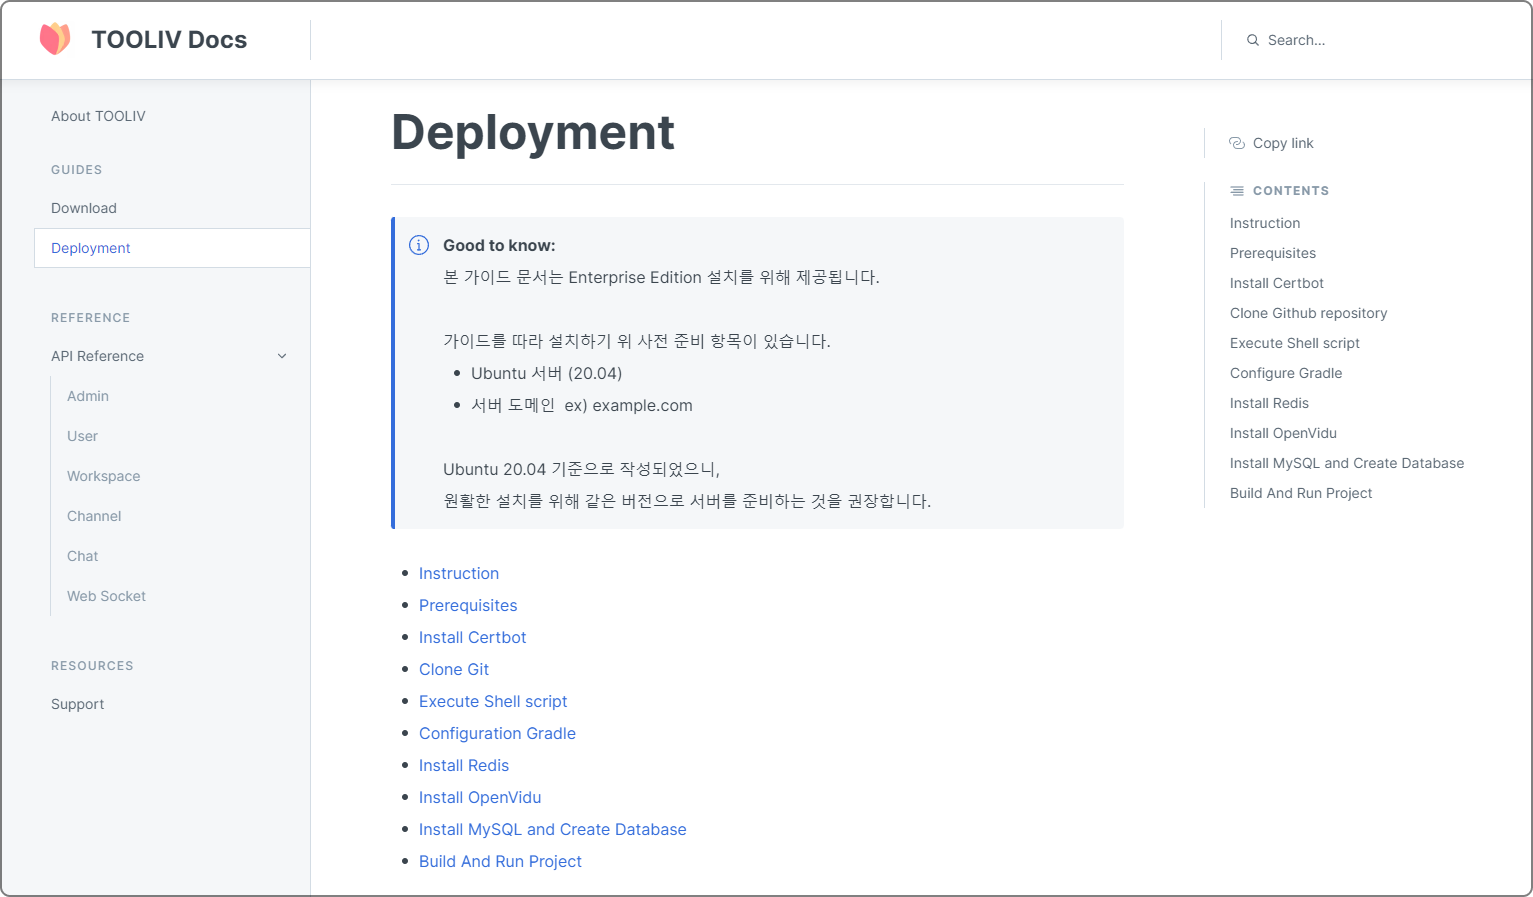 TOOLIV Docs
Search...
About TOOLIV
GUIDES
Download
Deployment
REFERENCE
API Reference
Admin
User
Workspace
Channel
Chat
Web Socket
RESOURCES
Support
Deployment
Good to know:
본 가이드 문서는 Enterprise Edition 설치를 위해 제공됩니다.
가이드를 따라 설치하기 위 사전 준비 항목이 있습니다.
Ubuntu 서버 (20.04)
서버 도메인 ex) example.com
Ubuntu 20.04 기준으로 작성되었으니,
원활한 설치를 위해 같은 버전으로 서버를 준비하는 것을 권장합니다.
Instruction
Prerequisites
Install Certbot
Clone Git
Execute Shell script
Configuration Gradle
Install Redis
Install OpenVidu
Install MySQL and Create Database
Build And Run Project
Copy link
CONTENTS
Instruction
Prerequisites
Install Certbot
Clone Github repository
Execute Shell script
Configure Gradle
Install Redis
Install OpenVidu
Install MySQL and Create Database
Build And Run Project